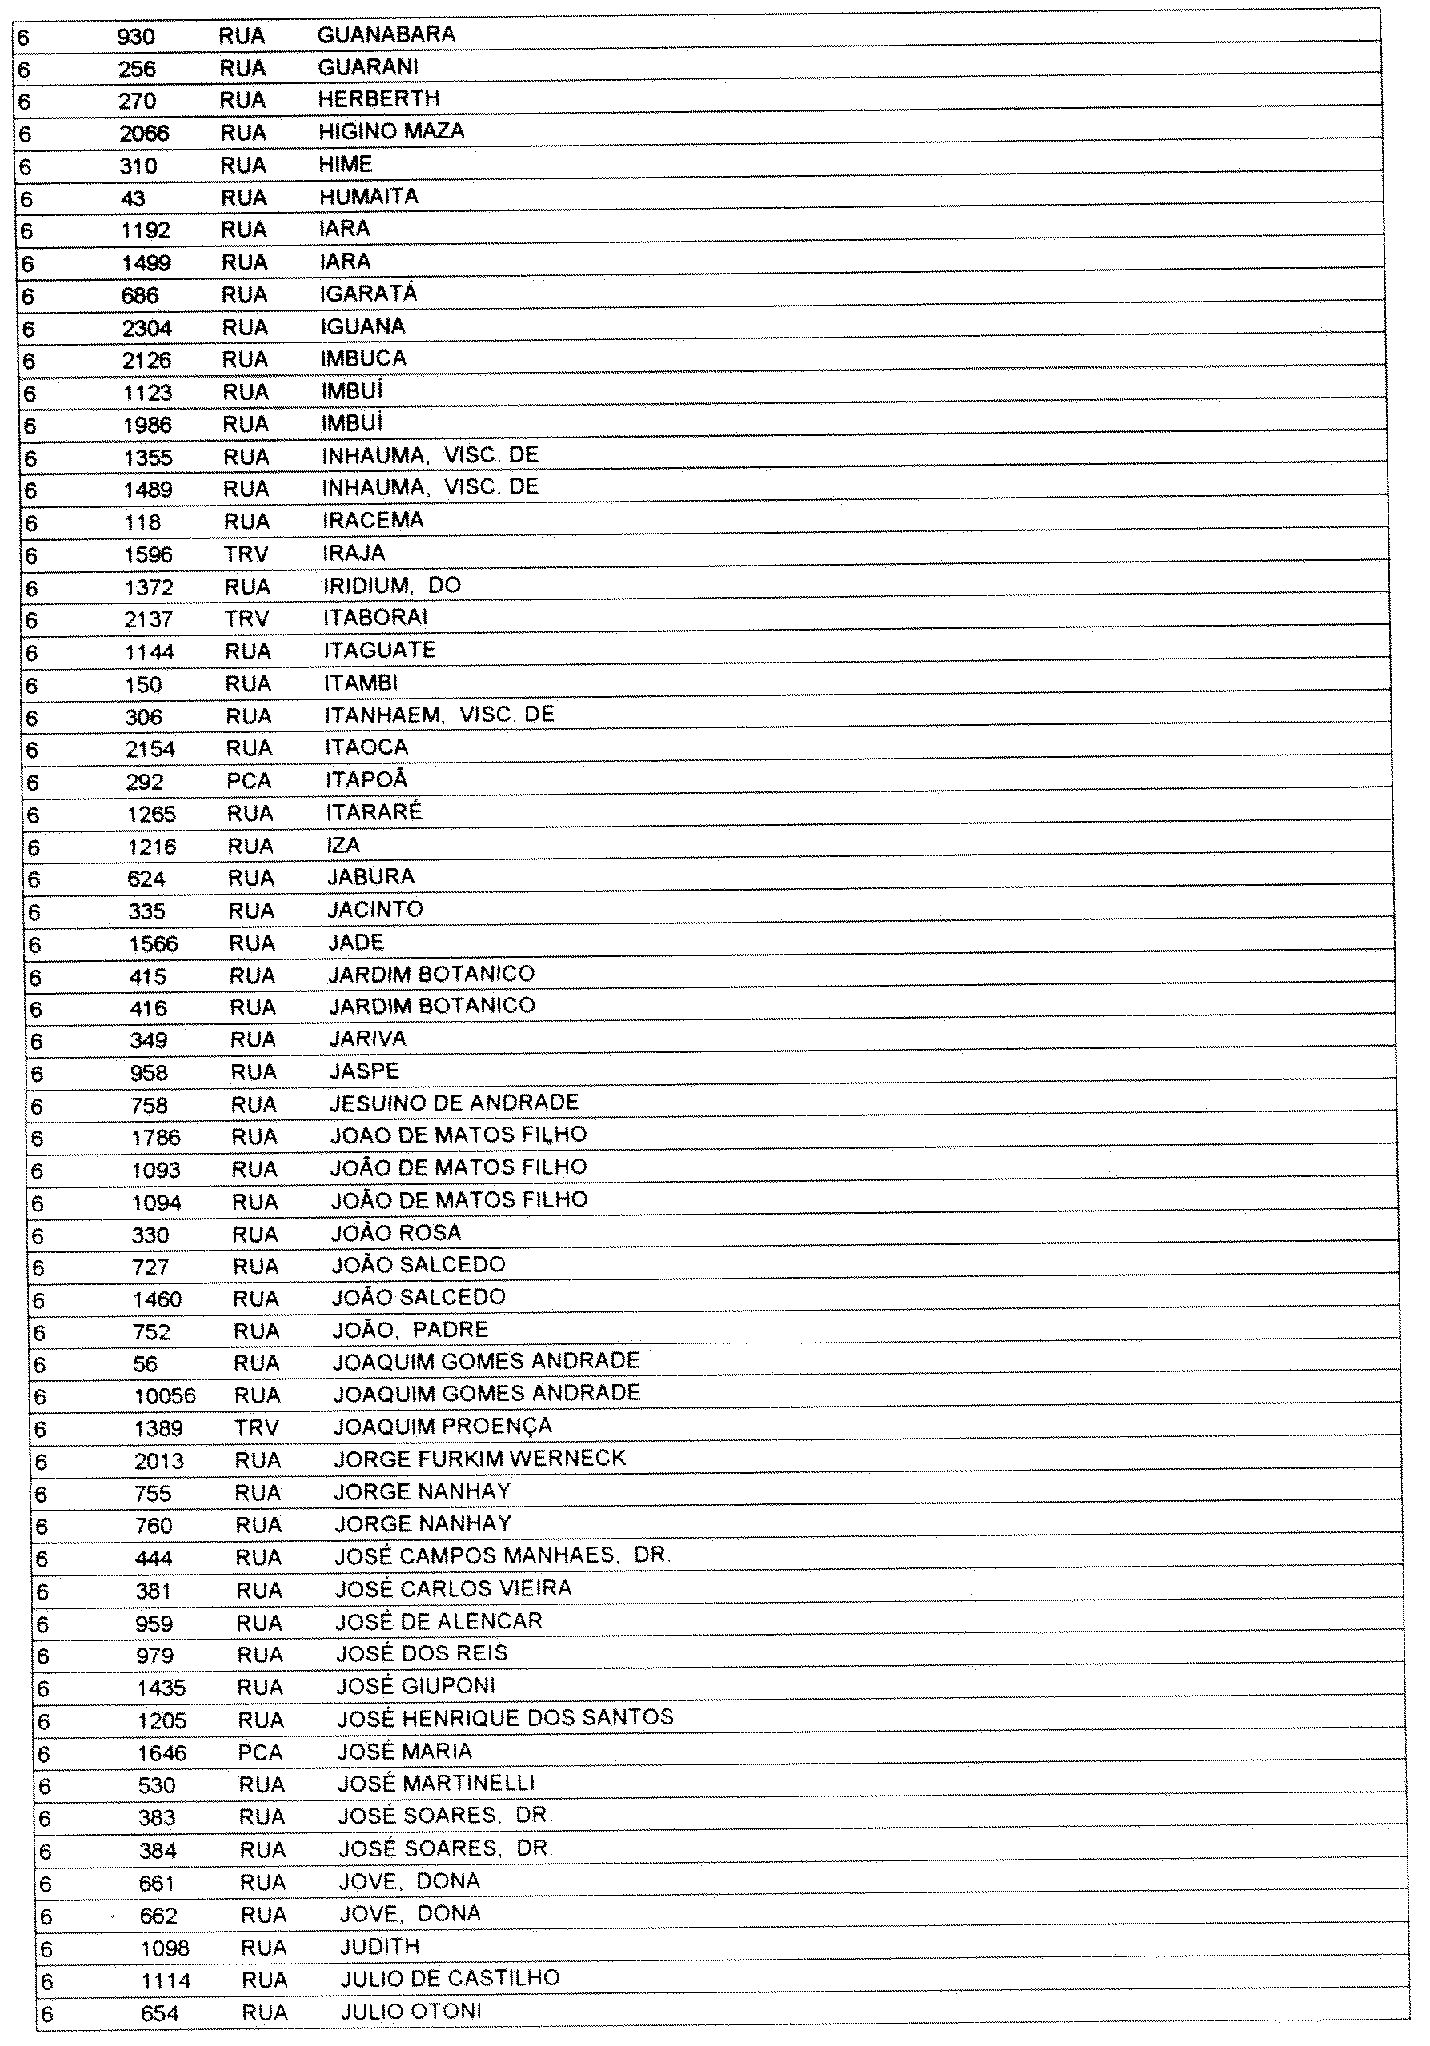 6 930 RUA GUANABARA
6 256 RUA GUARANI
6 270 RUA HERBERTH
6 2066 RUA HIGINO MAZA
6 310 RUA HIME
6 43 RUA HUMAITA
6 1192 RUA IARA
6 1499 RUA IARA
6 686 RUA IGARATÁ
6 2304 RUA IGUANA
6 2126 RUA IMBUCA
6 1123 RUA IMBUÍ
6 1986 RUA IMBUÍ
6 1355 RUA INHAUMA, VISC. DE
6 1489 RUA INHAUMA, VISC. DE
6 118 RUA IRACEMA
6 1596 TRV IRAJA
6 1372 RUA IRIDIUM, DO
6 2137 TRV ITABORAI
6 1144 RUA ITAGUATE
6 150 RUA ITAMBI
6 306 RUA ITANHAEM, VISC. DE
6 2154 RUA ITAOCA
6 292 PCA ITAPOÃ
6 1265 RUA ITARARÉ
6 1216 RUA IZA
6 624 RUA JABURA
6 335 RUA JACINTO
6 1566 RUA JADE
6 415 RUA JARDIM BOTANICO
6 416 RUA JARDIM BOTANICO
6 349 RUA JARIVA
6 958 RUA JASPE
6 758 RUA JESUINO DE ANDRADE
6 1786 RUA JOAO DE MATOS FILHO
6 1093 RUA JOÃO DE MATOS FILHO
6 1094 RUA JOÃO DE MATOS FILHO
6 330 RUA JOÃO ROSA
6 727 RUA JOÃO SALCEDO
6 1460 RUA JOÃO SALCEDO
6 752 RUA JOÃO, PADRE
6 56 RUA JOAQUIM GOMES ANDRADE
6 10056 RUA JOAQUIM GOMES ANDRADE
6 1389 TRV JOAQUIM PROENÇA
6 2013 RUA JORGE FURKIM WERNECK
6 755 RUA JORGE NANHAY
6 760 RUA JORGE NANHAY
6 444 RUA JOSÉ CAMPOS MANHAES, DR.
6 381 RUA JOSÉ CARLOS VIEIRA
6 959 RUA JOSÉ DE ALENCAR
6 979 RUA JOSÉ DOS REIS
6 1435 RUA JOSÉ GIUPONI
6 1205 RUA JOSÉ HENRIQUE DOS SANTOS
6 1646 PCA JOSÉ MARIA
6 530 RUA JOSÉ MARTINELLI
6 383 RUA JOSÉ SOARES, DR.
6 384 RUA JOSÉ SOARES, DR.
6 661 RUA JOVE, DONA
6 662 RUA JOVE, DONA
6 1098 RUA JUDITH
6 1114 RUA JULIO DE CASTILHO
6 654 RUA JULIO OTONI